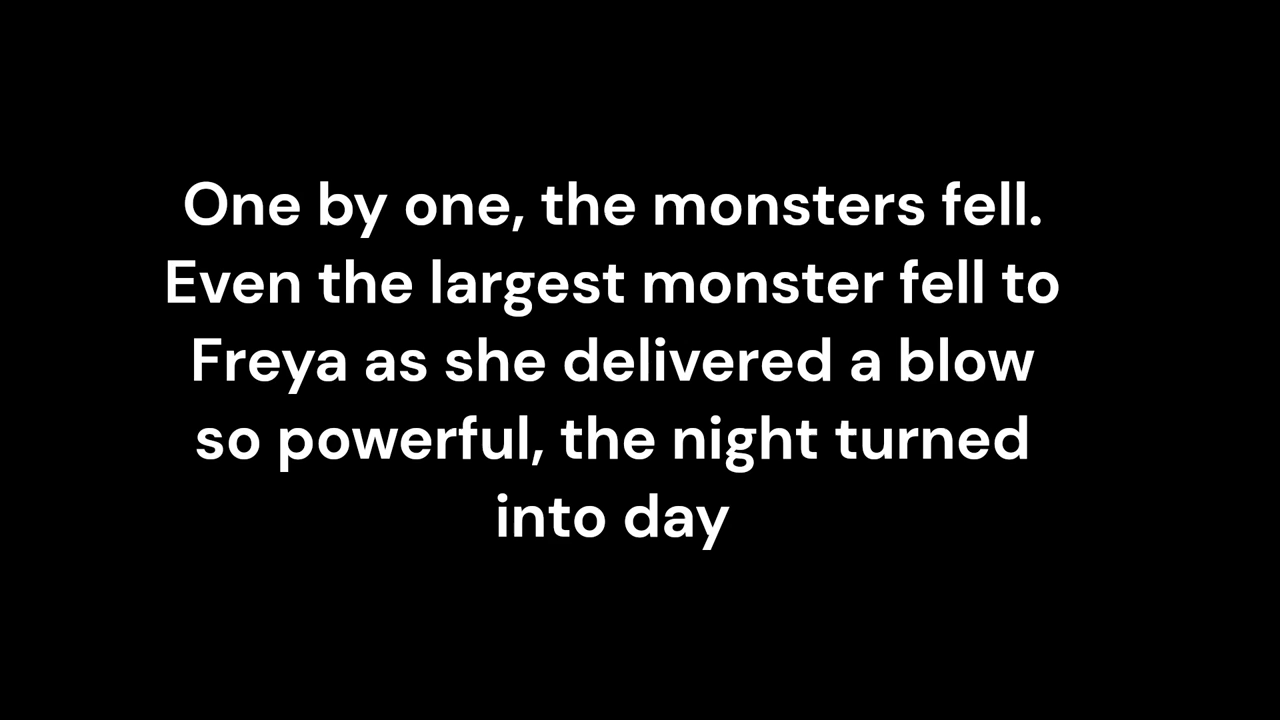 One by one, the monsters fell.
Even the largest monster fell to
Freya as she delivered a blow
so powerful, the night turned
into day